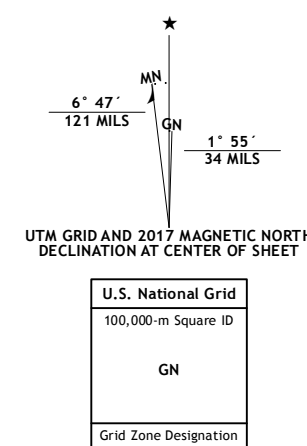 MN
6° 47´
121 MILS
GN
1° 55´
34 MILS
UTM GRID AND 2017 MAGNETIC NORTH
DECLINATION AT CENTER OF SHEET
U.S. National Grid
100,000-m Square ID
GN
Grid Zone Designation